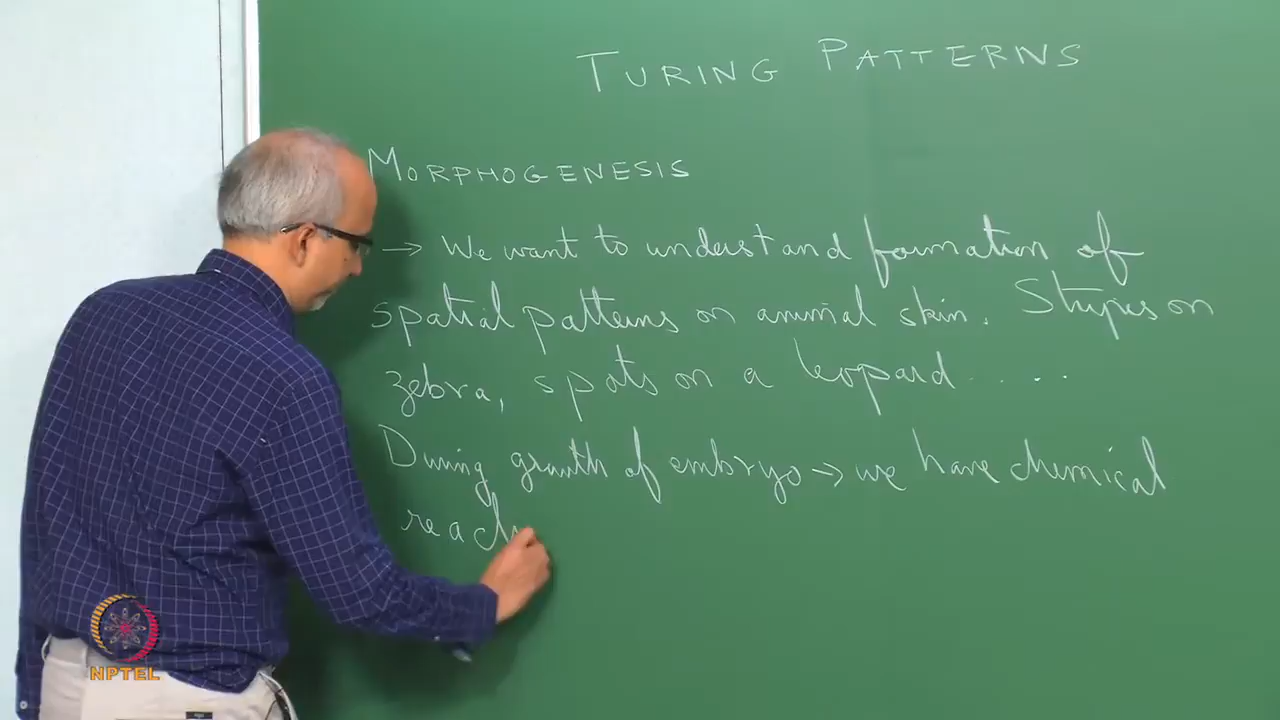 TURING PATTERNS
MORPHOGENESIS
→ We want to understand formation of
spatial patterns on animal skin. Stripes on
zebra, spots on a leopard.....
During growth of embryo → we have chemical
reacti
NPTEL